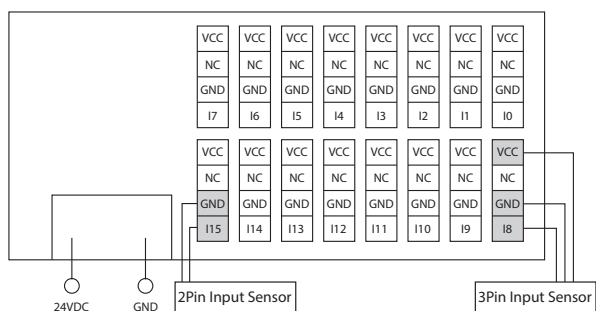 VCC VCC VCC VCC VCC VCC VCC VCC
NC NC NC NC NC NC NC NC
GND GND GND GND GND GND GND GND
I7 I6 I5 I4 I3 I2 I1 I0
VCC VCC VCC VCC VCC VCC VCC VCC
NC NC NC NC NC NC NC NC
GND GND GND GND GND GND GND GND
I15 I14 I13 I12 I11 I10 I9 I8
24VDC GND 2Pin Input Sensor 3Pin Input Sensor